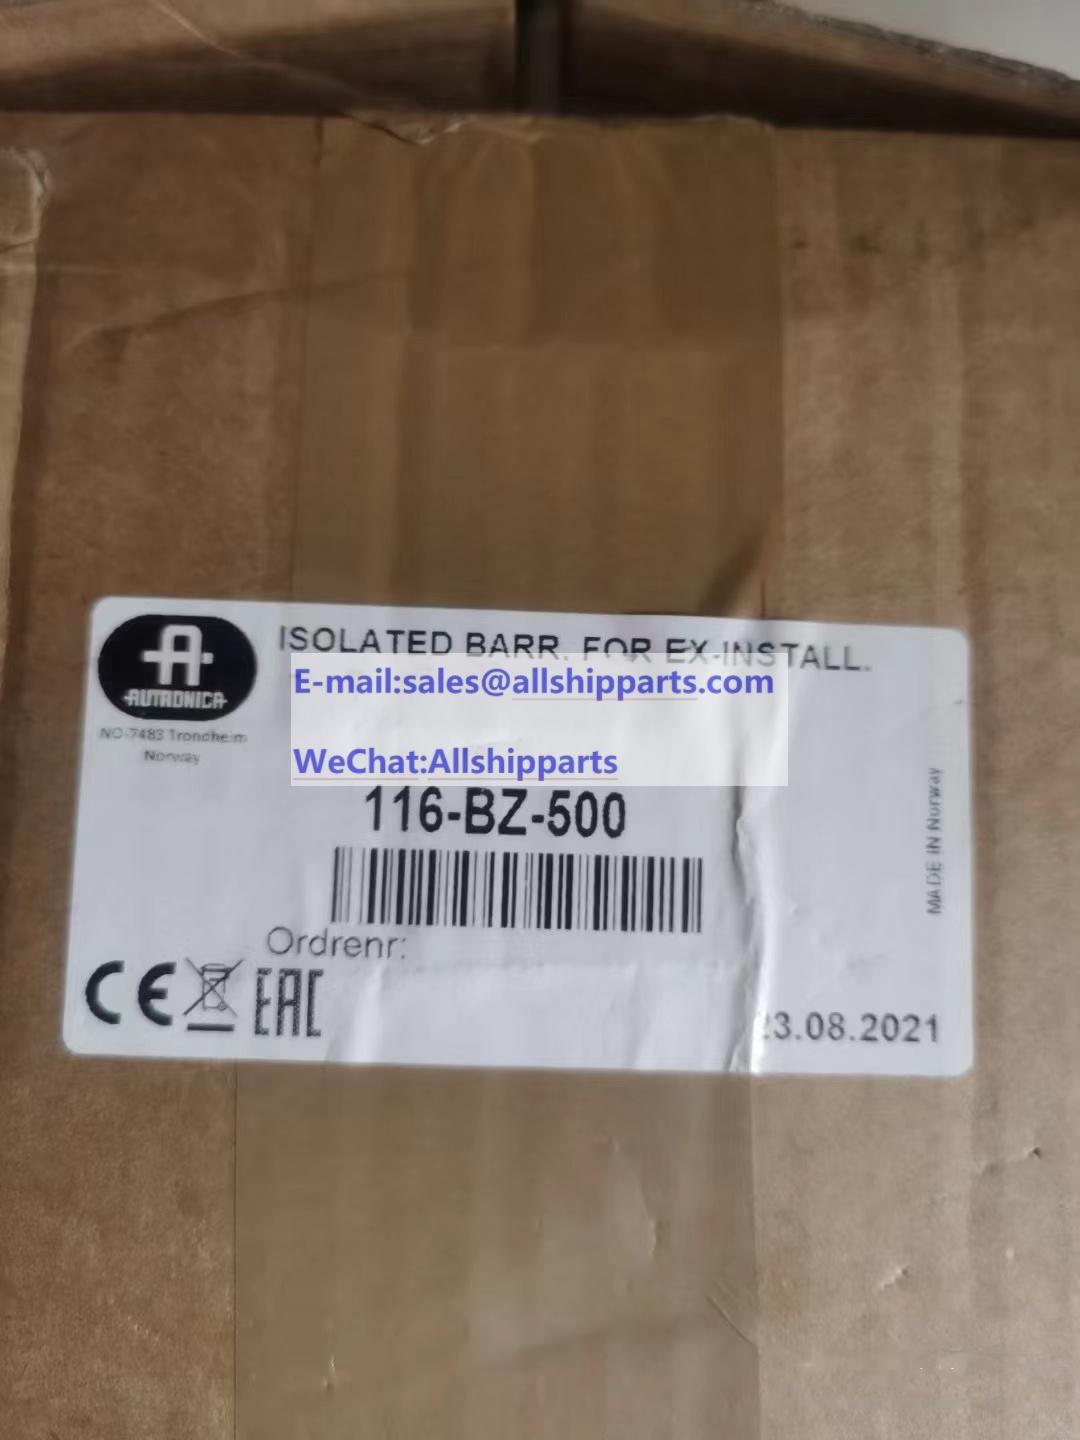 ISOLATED BARR. FOR EX-INSTALL.
AUTRONICA
NO-7483 Trondheim
Norway
E-mail:sales@allshipparts.com
WeChat:Allshipparts
116-BZ-500
MADE IN Norway
Ordrenr:
CE EAC
23.08.2021